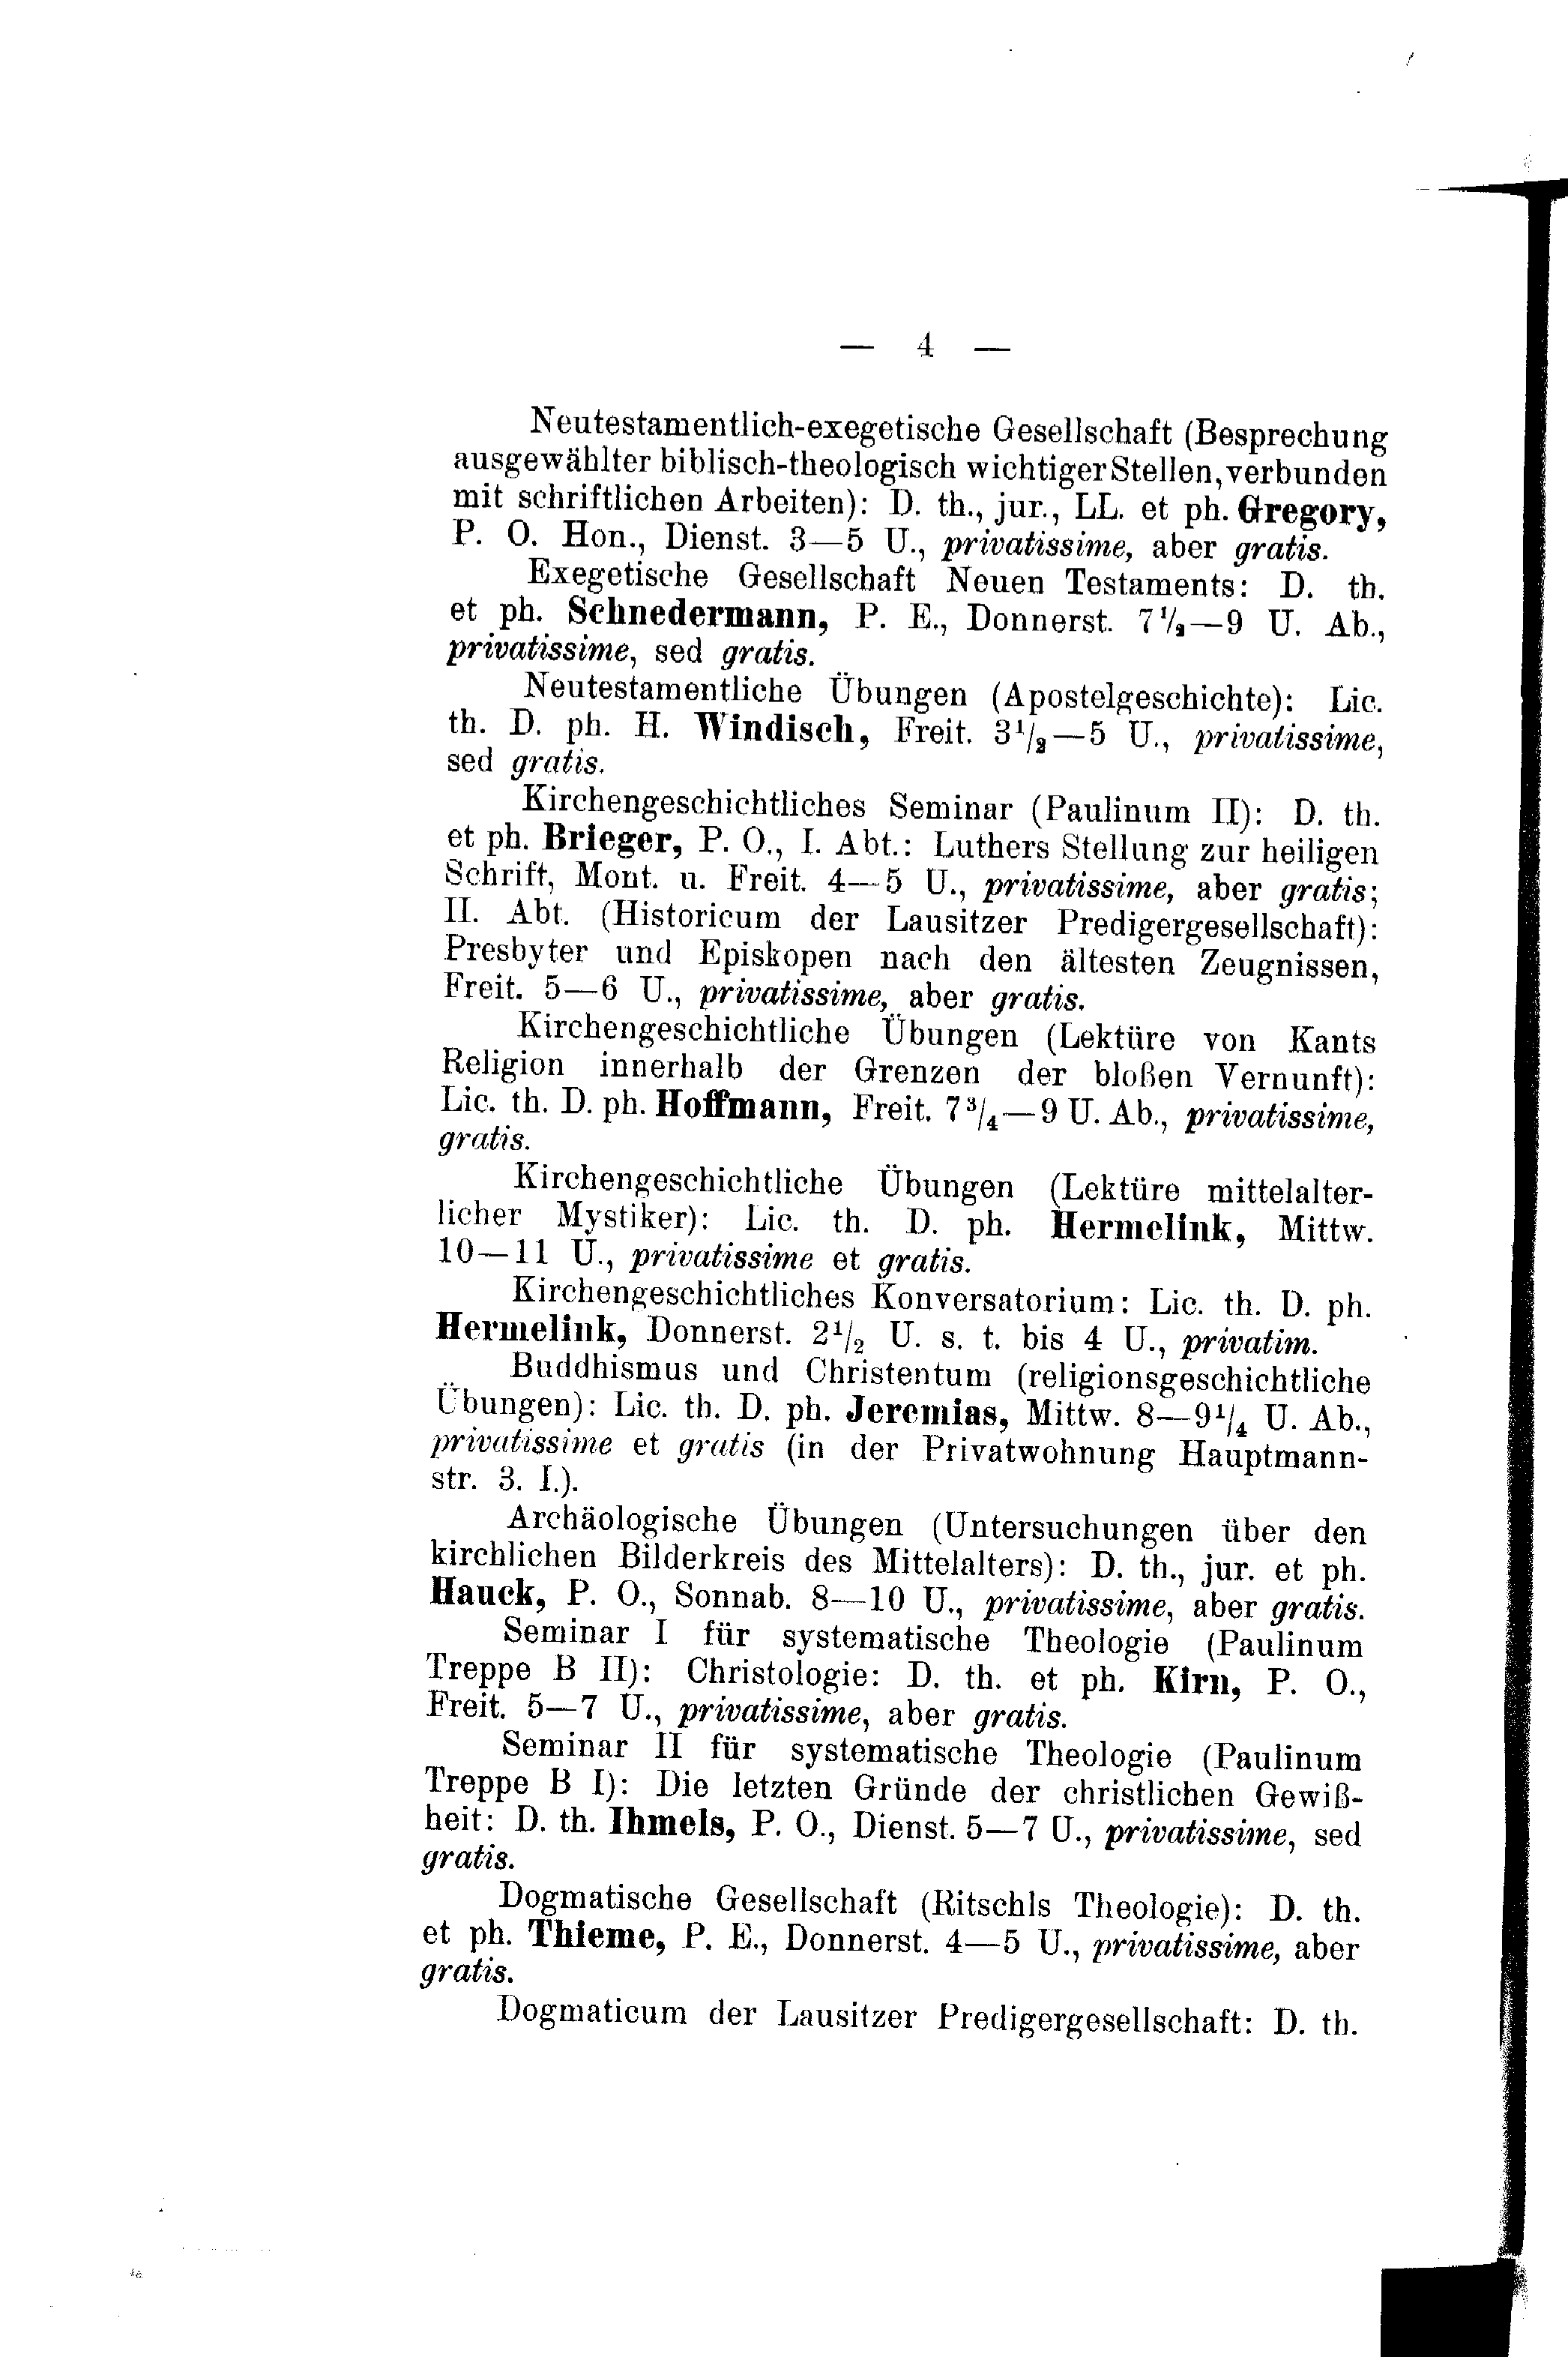 — 4 —
Neutestamentlich-exegetische Gesellschaft (Besprechung
ausgewählter biblisch-theologisch wichtiger Stellen, verbunden
mit schriftlichen Arbeiten): D. th., jur., LL. et ph. Gregory,
P. O. Hon., Dienst. 3—5 U., privatissime, aber gratis.
Exegetische Gesellschaft Neuen Testaments: D. th.
et ph. Schnedermann, P. E., Donnerst. 7 1/2—9 U. Ab.,
privatissime, sed gratis.
Neutestamentliche Übungen (Apostelgeschichte): Lic.
th. D. ph. H. Windisch, Freit. 3 1/2—5 U., privatissime,
sed gratis.
Kirchengeschichtliches Seminar (Paulinum II): D. th.
et ph. Brieger, P. O., I. Abt.: Luthers Stellung zur heiligen
Schrift, Mont. u. Freit. 4—5 U., privatissime, aber gratis;
II. Abt. (Historicum der Lausitzer Predigergesellschaft):
Presbyter und Episkopen nach den ältesten Zeugnissen,
Freit. 5—6 U., privatissime, aber gratis.
Kirchengeschichtliche Übungen (Lektüre von Kants
Religion innerhalb der Grenzen der bloßen Vernunft):
Lic. th. D. ph. Hoffmann, Freit. 7 3/4—9 U. Ab., privatissime,
gratis.
Kirchengeschichtliche Übungen (Lektüre mittelalter-
licher Mystiker): Lic. th. D. ph. Hermelink, Mittw.
10—11 U., privatissime et gratis.
Kirchengeschichtliches Konversatorium: Lic. th. D. ph.
Hermelink, Donnerst. 2 1/2 U. s. t. bis 4 U., privatim.
Buddhismus und Christentum (religionsgeschichtliche
Übungen): Lic. th. D. ph. Jeremias, Mittw. 8—9 1/4 U. Ab.,
privatissime et gratis (in der Privatwohnung Hauptmann-
str. 3. I.).
Archäologische Übungen (Untersuchungen über den
kirchlichen Bilderkreis des Mittelalters): D. th., jur. et ph.
Hauck, P. O., Sonnab. 8—10 U., privatissime, aber gratis.
Seminar I für systematische Theologie (Paulinum
Treppe B II): Christologie: D. th. et ph. Kirn, P. O.,
Freit. 5—7 U., privatissime, aber gratis.
Seminar II für systematische Theologie (Paulinum
Treppe B I): Die letzten Gründe der christlichen Gewiß-
heit: D. th. Ihmels, P. O., Dienst. 5—7 U., privatissime, sed
gratis.
Dogmatische Gesellschaft (Ritschls Theologie): D. th.
et ph. Thieme, P. E., Donnerst. 4—5 U., privatissime, aber
gratis.
Dogmaticum der Lausitzer Predigergesellschaft: D. th.